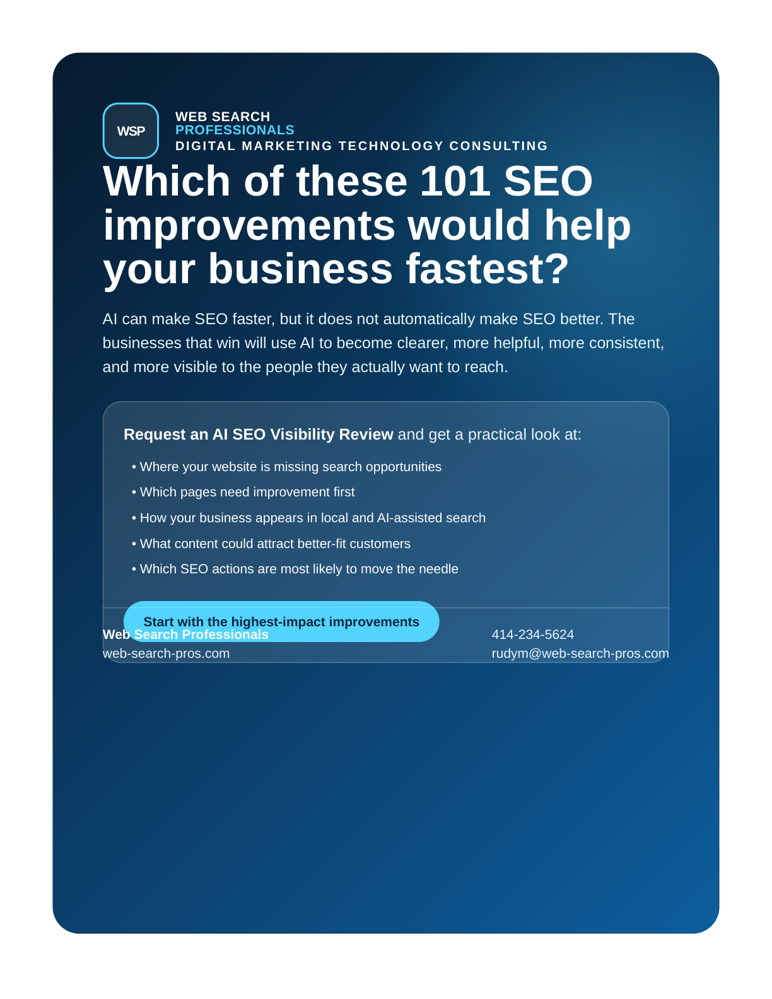 WSP
WEB SEARCH
PROFESSIONALS
DIGITAL MARKETING TECHNOLOGY CONSULTING
Which of these 101 SEO
improvements would help
your business fastest?
AI can make SEO faster, but it does not automatically make SEO better. The
businesses that win will use AI to become clearer, more helpful, more consistent,
and more visible to the people they actually want to reach.
Request an AI SEO Visibility Review and get a practical look at:
• Where your website is missing search opportunities
• Which pages need improvement first
• How your business appears in local and AI-assisted search
• What content could attract better-fit customers
• Which SEO actions are most likely to move the needle
Start with the highest-impact improvements
Web Search Professionals
web-search-pros.com
414-234-5624
rudym@web-search-pros.com